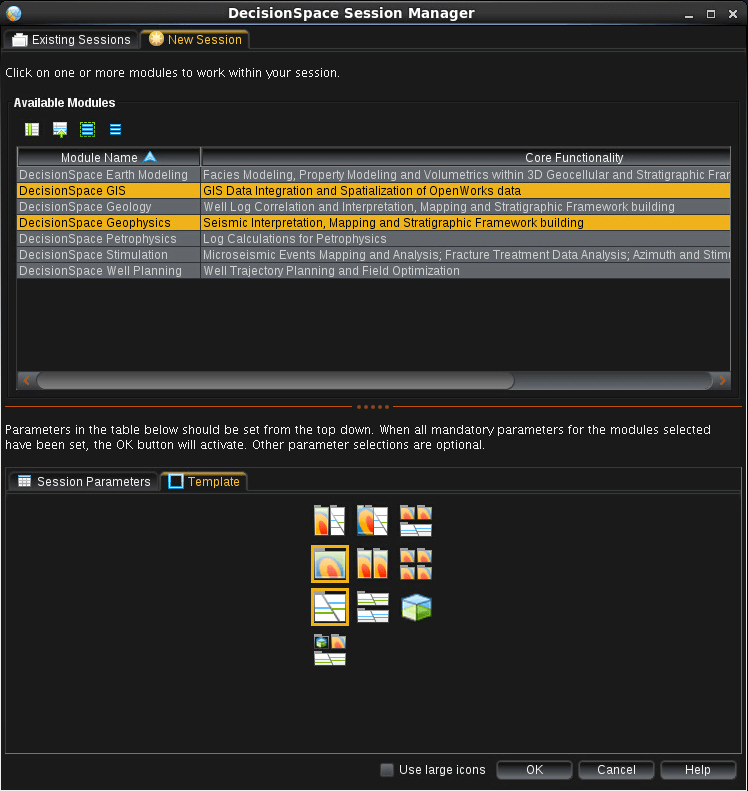 DecisionSpace Session Manager
Existing Sessions New Session
Click on one or more modules to work within your session.
Available Modules
Module Name Core Functionality
DecisionSpace Earth Modeling Facies Modeling, Property Modeling and Volumetrics within 3D Geocellular and Stratigraphic Fran
DecisionSpace GIS GIS Data Integration and Spatialization of OpenWorks data
DecisionSpace Geology Well Log Correlation and Interpretation, Mapping and Stratigraphic Framework building
DecisionSpace Geophysics Seismic Interpretation, Mapping and Stratigraphic Framework building
DecisionSpace Petrophysics Log Calculations for Petrophysics
DecisionSpace Stimulation Microseismic Events Mapping and Analysis; Fracture Treatment Data Analysis; Azimuth and Stimu
DecisionSpace Well Planning Well Trajectory Planning and Field Optimization
Parameters in the table below should be set from the top down. When all mandatory parameters for the modules selected
have been set, the OK button will activate. Other parameter selections are optional.
Session Parameters Template
Use large icons OK Cancel Help